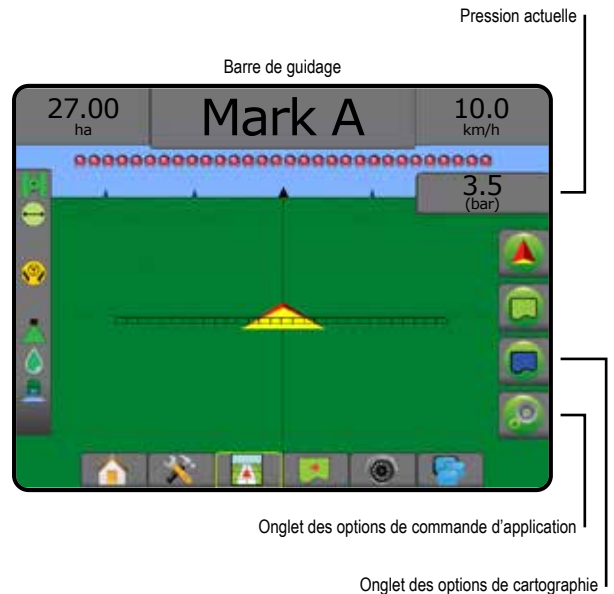 Pression actuelle
Barre de guidage
27.00
ha
Mark A
10.0
km/h
3.5
(bar)
Onglet des options de commande d'application
Onglet des options de cartographie